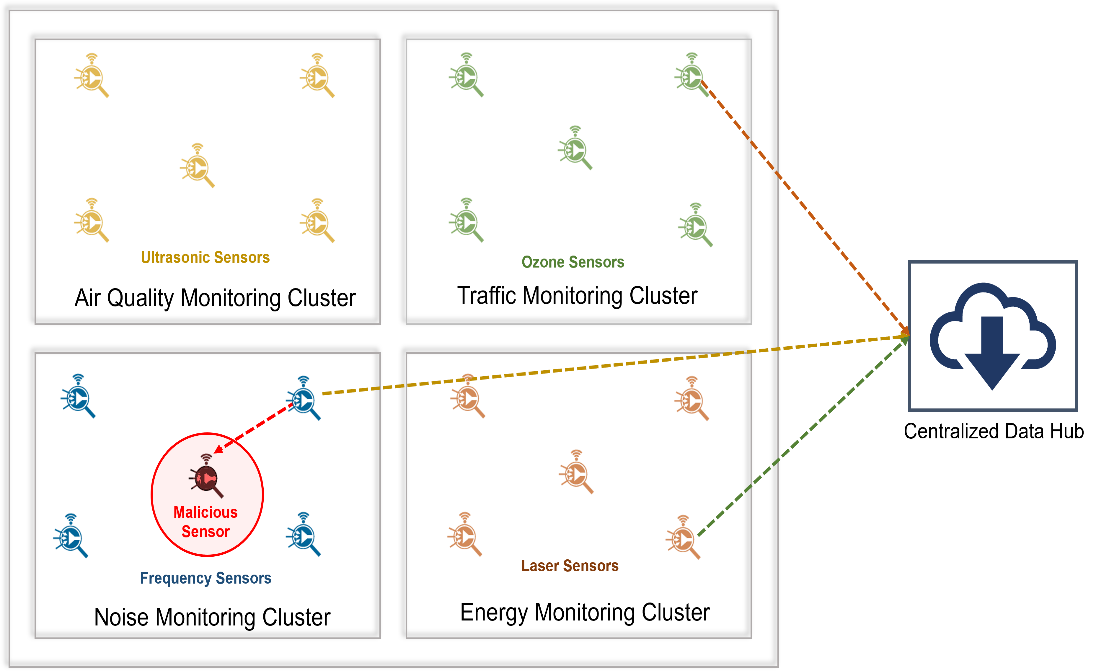 Ultrasonic Sensors
Air Quality Monitoring Cluster
Ozone Sensors
Traffic Monitoring Cluster
Malicious
Sensor
Frequency Sensors
Noise Monitoring Cluster
Laser Sensors
Energy Monitoring Cluster
Centralized Data Hub